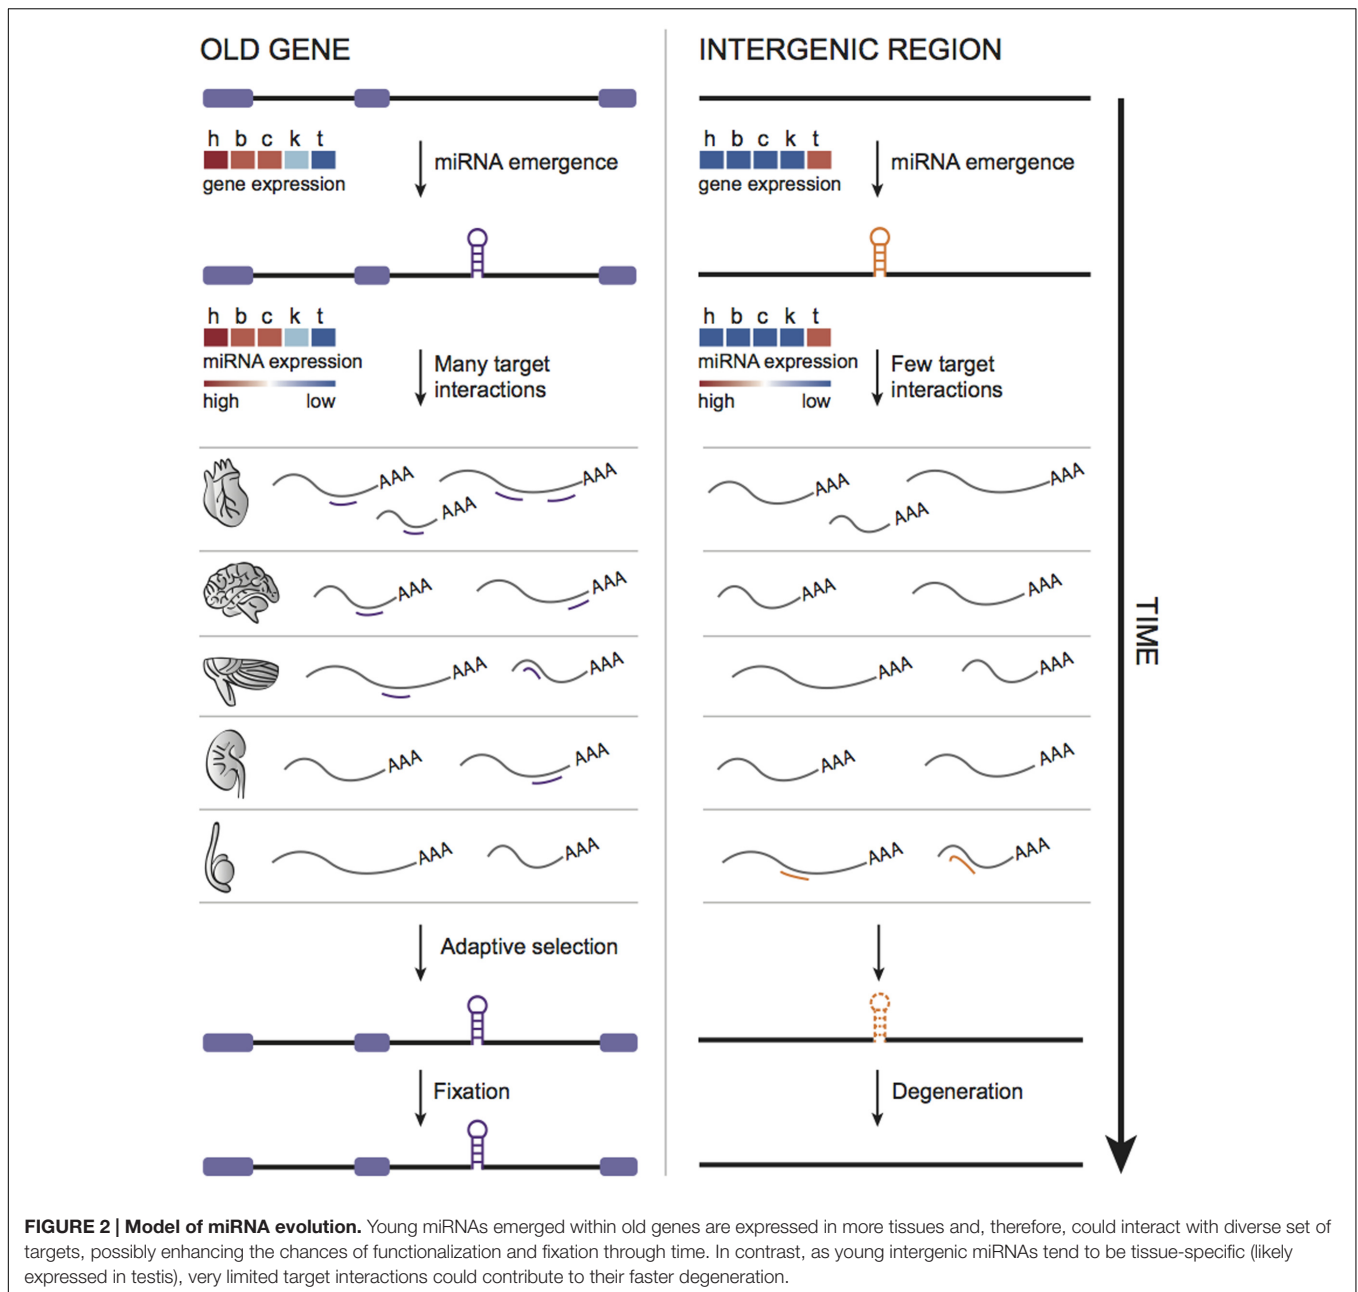 OLD GENE
h b c k t
gene expression
miRNA emergence
h b c k t
miRNA expression
high low
Many target
interactions
AAA AAA
AAA
AAA AAA
AAA AAA
AAA AAA
AAA AAA
Adaptive selection
Fixation
INTERGENIC REGION
h b c k t
gene expression
miRNA emergence
h b c k t
miRNA expression
high low
Few target
interactions
AAA AAA
AAA
AAA AAA
AAA AAA
AAA AAA
AAA AAA
Degeneration
TIME
FIGURE 2 | Model of miRNA evolution. Young miRNAs emerged within old genes are expressed in more tissues and, therefore, could interact with diverse set of
targets, possibly enhancing the chances of functionalization and fixation through time. In contrast, as young intergenic miRNAs tend to be tissue-specific (likely
expressed in testis), very limited target interactions could contribute to their faster degeneration.